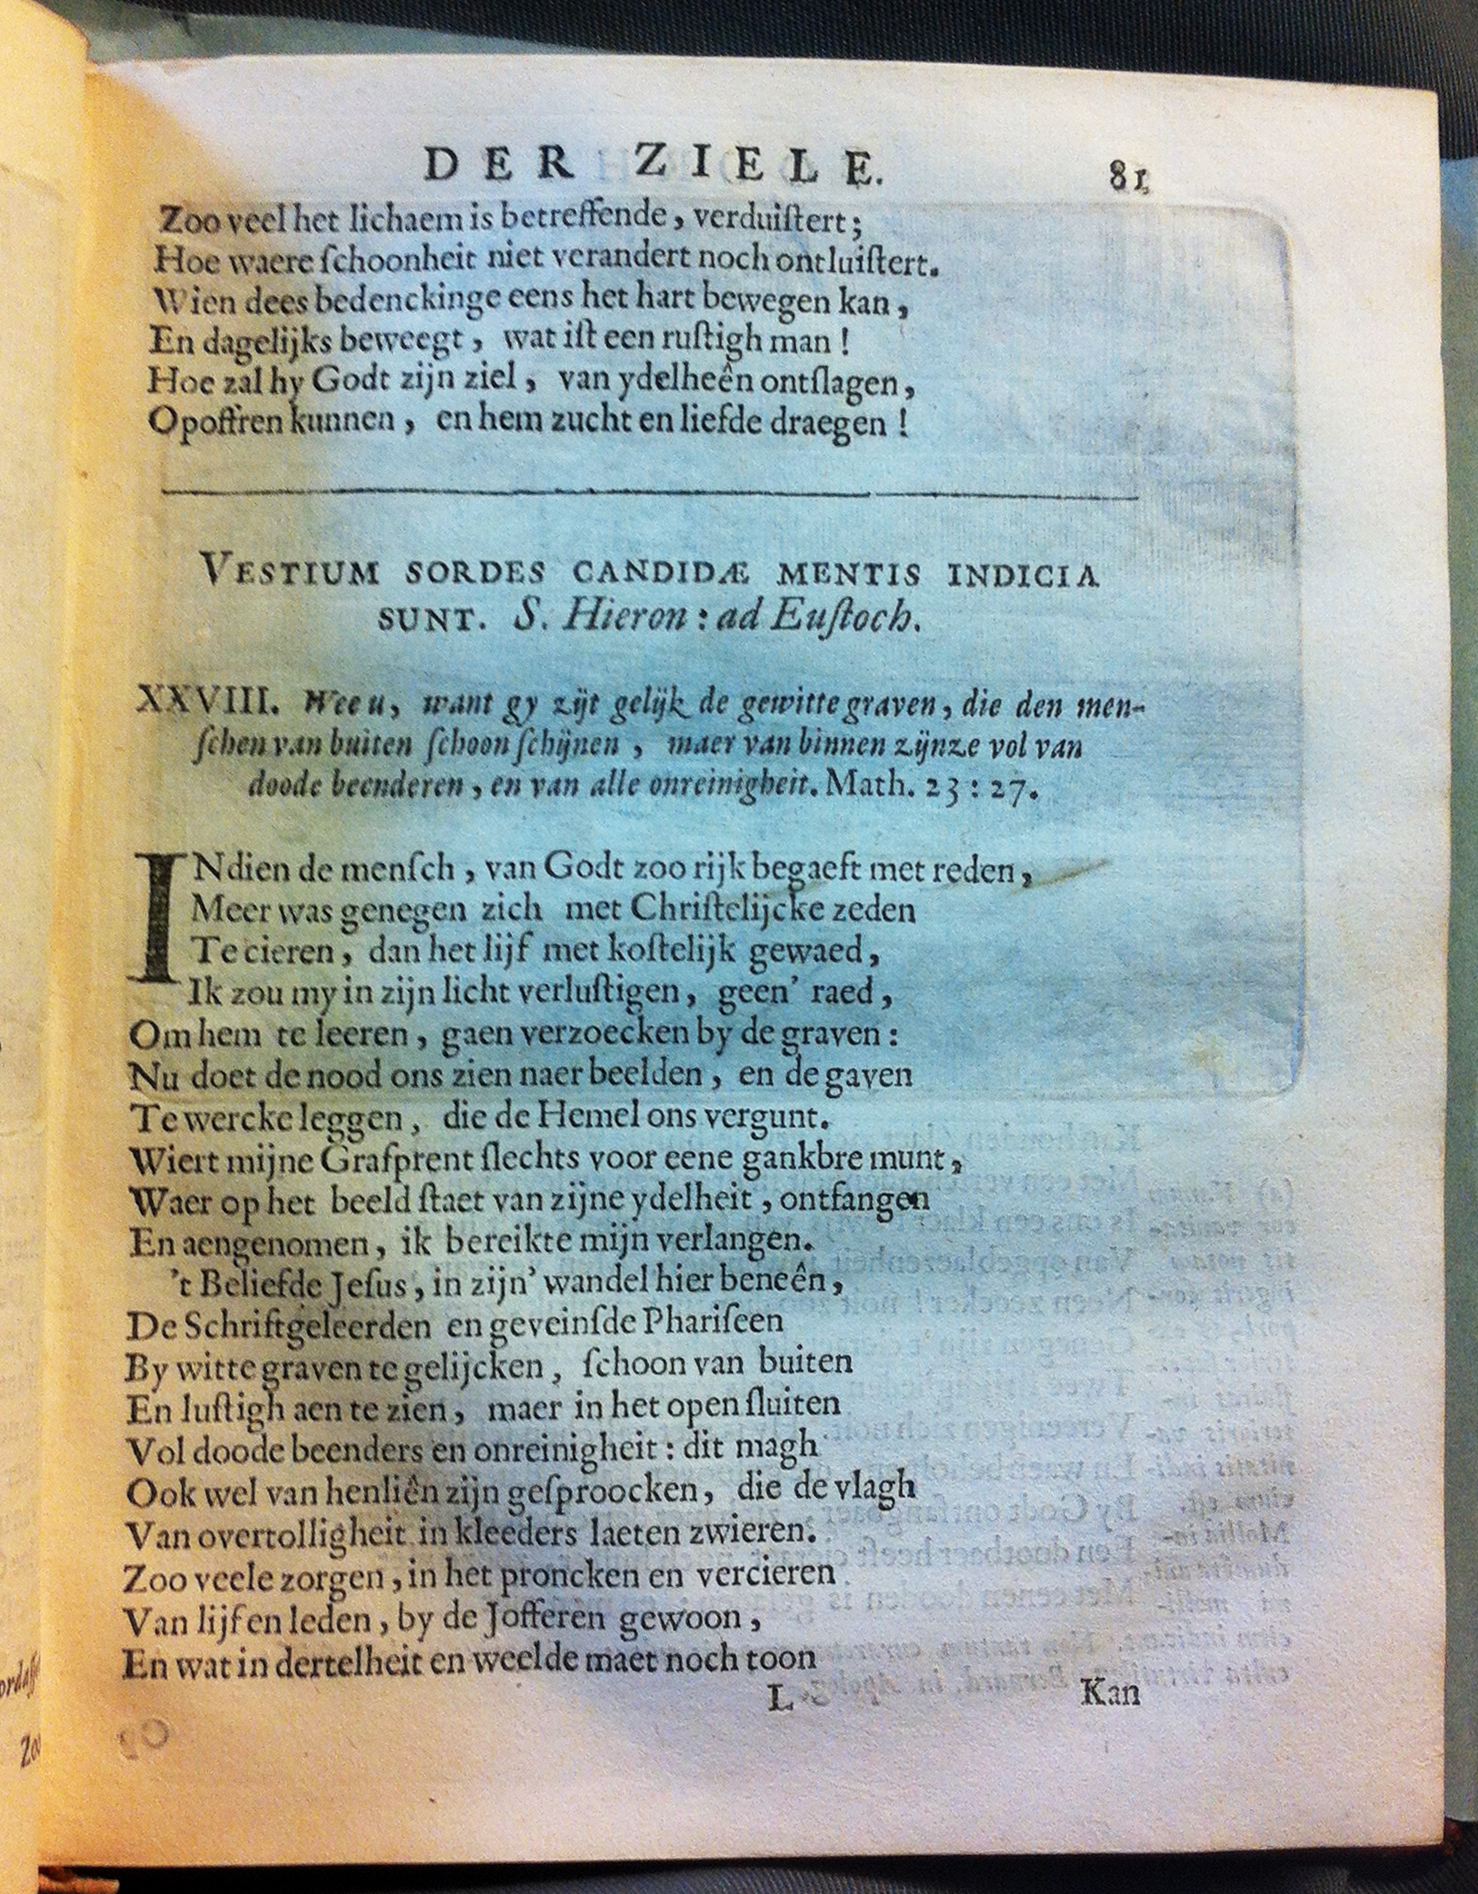 DER ZIELE. 81
Zoo veel het lichaem is betreffende, verduiſtert;
Hoe waere ſchoonheit niet verandert noch ontluiſtert.
Wien dees bedenckinge eens het hart bewegen kan,
En dagelijks beweegt, wat iſt een ruſtigh man!
Hoe zal hy Godt zijn ziel, van ydelheên ontſlagen,
Opoffren kunnen, en hem zucht en liefde draegen!
VESTIUM SORDES CANDIDÆ MENTIS INDICIA
SUNT. S. Hieron: ad Euſtoch.
XXVIII. Wee u, want gy zijt gelijk de gewitte graven, die den men-
ſchen van buiten ſchoon ſchijnen, maer van binnen zijnze vol van
doode beenderen, en van alle onreinigheit. Math. 23:27.
INdien de menſch, van Godt zoo rijk begaeft met reden,
Meer was genegen zich met Chriſtelijcke zeden
Te cieren, dan het lijf met koſtelijk gewaed,
Ik zou my in zijn licht verluſtigen, geen' raed,
Om hem te leeren, gaen verzoecken by de graven:
Nu doet de nood ons zien naer beelden, en de gaven
Te wercke leggen, die de Hemel ons vergunt.
Wiert mijne Grafprent ſlechts voor eene gankbre munt,
Waer op het beeld ſtaet van zijne ydelheit, ontfangen
En aengenomen, ik bereikte mijn verlangen.
't Beliefde Jeſus, in zijn' wandel hier beneên,
De Schriftgeleerden en geveinſde Phariſeen
By witte graven te gelijcken, ſchoon van buiten
En luſtigh aen te zien, maer in het open ſluiten
Vol doode beenders en onreinigheit: dit magh
Ook wel van henliên zijn geſproocken, die de vlagh
Van overtolligheit in kleeders laeten zwieren.
Zoo veele zorgen, in het proncken en vercieren
Van lijf en leden, by de Jofferen gewoon,
En wat in dertelheit en weelde maet noch toon
L Kan